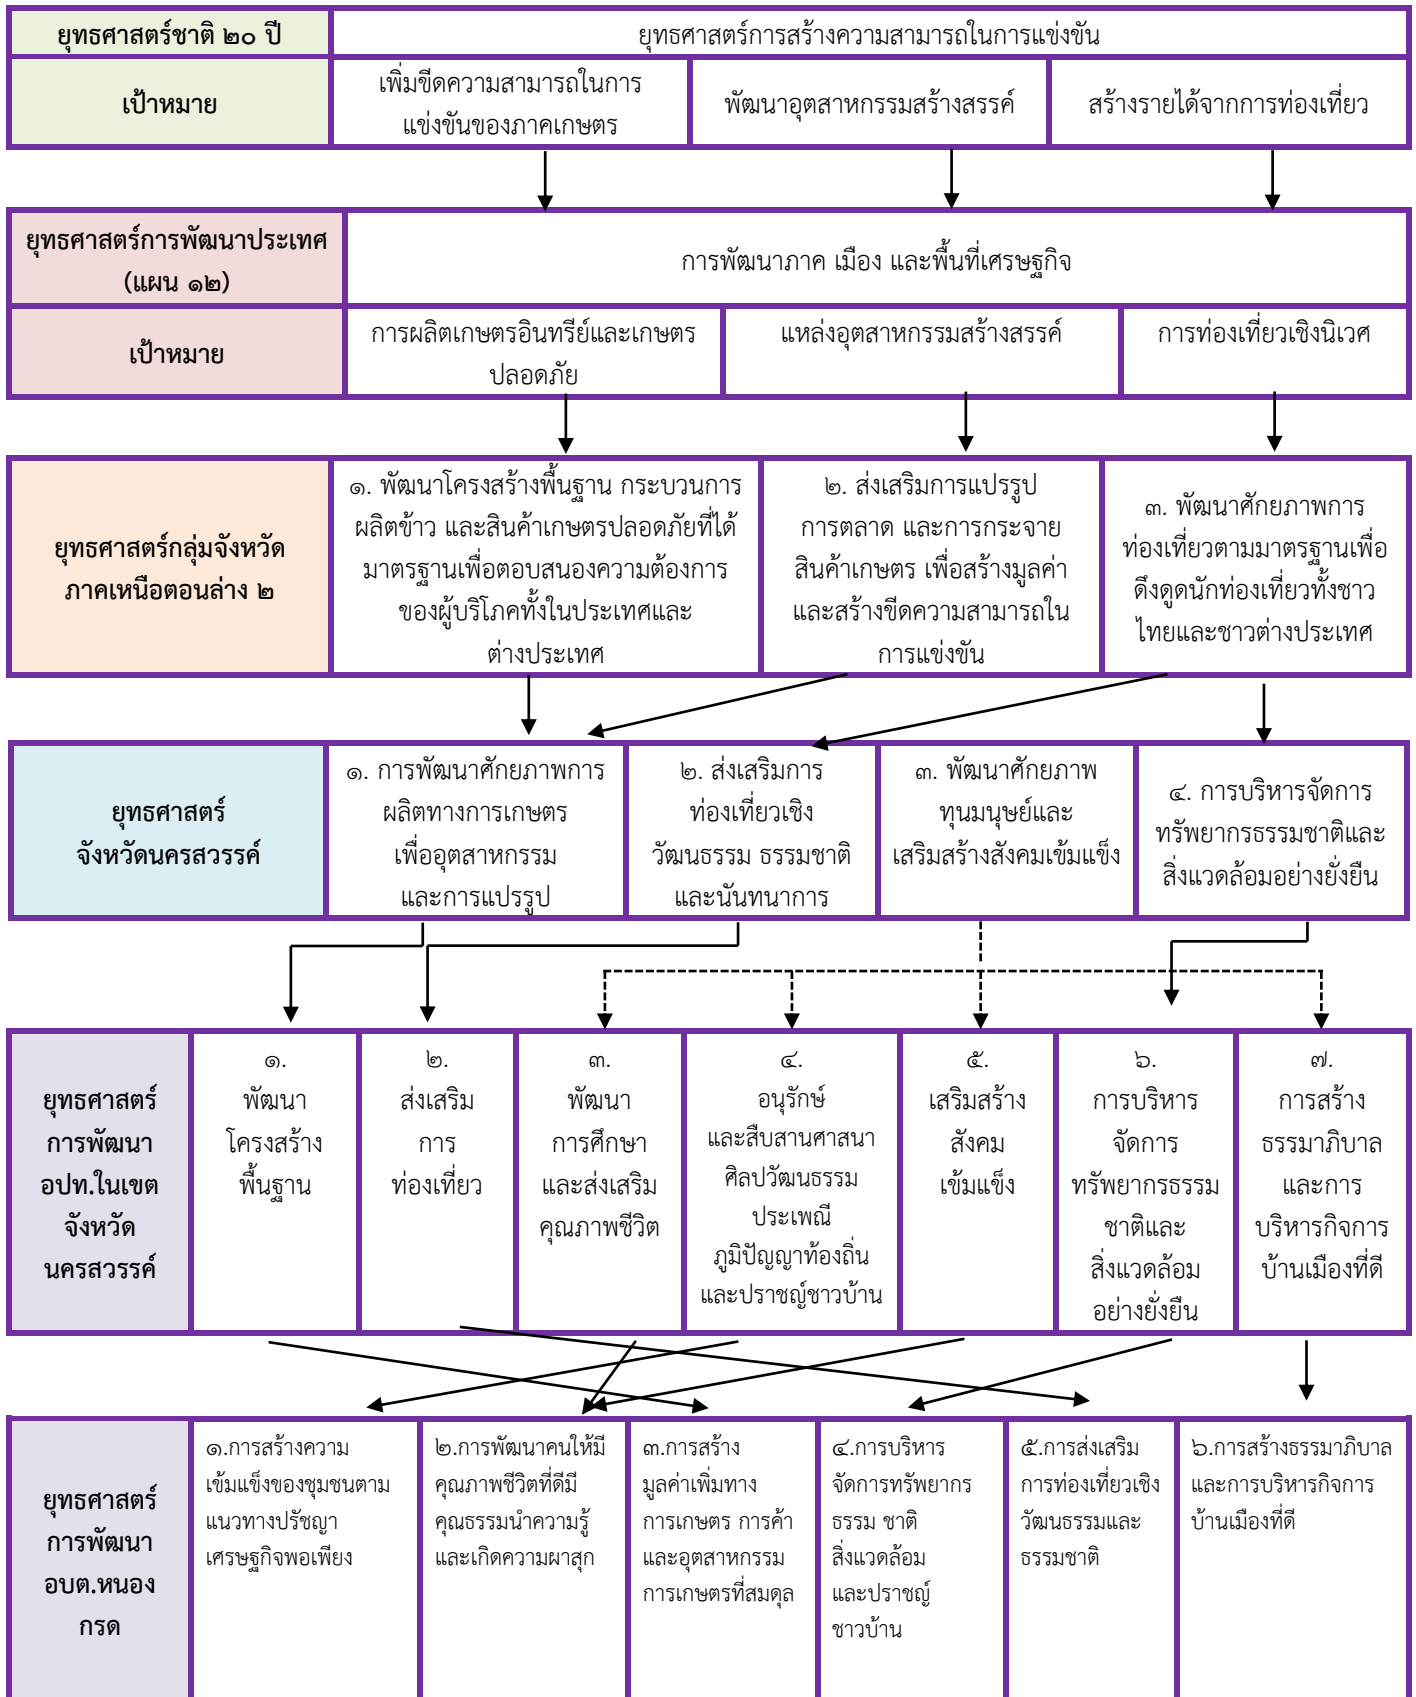 ยุทธศาสตร์ชาติ ๒๐ ปี
ยุทธศาสตร์การสร้างความสามารถในการแข่งขัน
เป้าหมาย
เพิ่มขีดความสามารถในการ
แข่งขันของภาคเกษตร
พัฒนาอุตสาหกรรมสร้างสรรค์
สร้างรายได้จากการท่องเที่ยว
ยุทธศาสตร์การพัฒนาประเทศ
(แผน ๑๒)
การพัฒนาภาค เมือง และพื้นที่เศรษฐกิจ
เป้าหมาย
การผลิตเกษตรอินทรีย์และเกษตร
ปลอดภัย
แหล่งอุตสาหกรรมสร้างสรรค์
การท่องเที่ยวเชิงนิเวศ
ยุทธศาสตร์กลุ่มจังหวัด
ภาคเหนือตอนล่าง ๒
๑. พัฒนาโครงสร้างพื้นฐาน กระบวนการ
ผลิตข้าว และสินค้าเกษตรปลอดภัยที่ได้
มาตรฐานเพื่อตอบสนองความต้องการ
ของผู้บริโภคทั้งในประเทศและ
ต่างประเทศ
๒. ส่งเสริมการแปรรูป
การตลาด และการกระจาย
สินค้าเกษตร เพื่อสร้างมูลค่า
และสร้างขีดความสามารถใน
การแข่งขัน
๓. พัฒนาศักยภาพการ
ท่องเที่ยวตามมาตรฐานเพื่อ
ดึงดูดนักท่องเที่ยวทั้งชาว
ไทยและชาวต่างประเทศ
ยุทธศาสตร์
จังหวัดนครสวรรค์
๑. การพัฒนาศักยภาพการ
ผลิตทางการเกษตร
เพื่ออุตสาหกรรม
และการแปรรูป
๒. ส่งเสริมการ
ท่องเที่ยวเชิง
วัฒนธรรม ธรรมชาติ
และนันทนาการ
๓. พัฒนาศักยภาพ
ทุนมนุษย์และ
เสริมสร้างสังคมเข้มแข็ง
๔. การบริหารจัดการ
ทรัพยากรธรรมชาติและ
สิ่งแวดล้อมอย่างยั่งยืน
ยุทธศาสตร์
การพัฒนา
อปท.ในเขต
จังหวัด
นครสวรรค์
๑.
พัฒนา
โครงสร้าง
พื้นฐาน
๒.
ส่งเสริม
การ
ท่องเที่ยว
๓.
พัฒนา
การศึกษา
และส่งเสริม
คุณภาพชีวิต
๔.
อนุรักษ์
และสืบสานศาสนา
ศิลปวัฒนธรรม
ประเพณี
ภูมิปัญญาท้องถิ่น
และปราชญ์ชาวบ้าน
๕.
เสริมสร้าง
สังคม
เข้มแข็ง
๖.
การบริหาร
จัดการ
ทรัพยากรธรรม
ชาติและ
สิ่งแวดล้อม
อย่างยั่งยืน
๗.
การสร้าง
ธรรมาภิบาล
และการ
บริหารกิจการ
บ้านเมืองที่ดี
ยุทธศาสตร์
การพัฒนา
อบต.หนอง
กรด
๑.การสร้างความ
เข้มแข็งของชุมชนตาม
แนวทางปรัชญา
เศรษฐกิจพอเพียง
๒.การพัฒนาคนให้มี
คุณภาพชีวิตที่ดีมี
คุณธรรมนำความรู้
และเกิดความผาสุก
๓.การสร้าง
มูลค่าเพิ่มทาง
การเกษตร การค้า
และอุตสาหกรรม
การเกษตรที่สมดุล
๔.การบริหาร
จัดการทรัพยากร
ธรรม ชาติ
สิ่งแวดล้อม
และปราชญ์
ชาวบ้าน
๕.การส่งเสริม
การท่องเที่ยวเชิง
วัฒนธรรมและ
ธรรมชาติ
๖.การสร้างธรรมาภิบาล
และการบริหารกิจการ
บ้านเมืองที่ดี